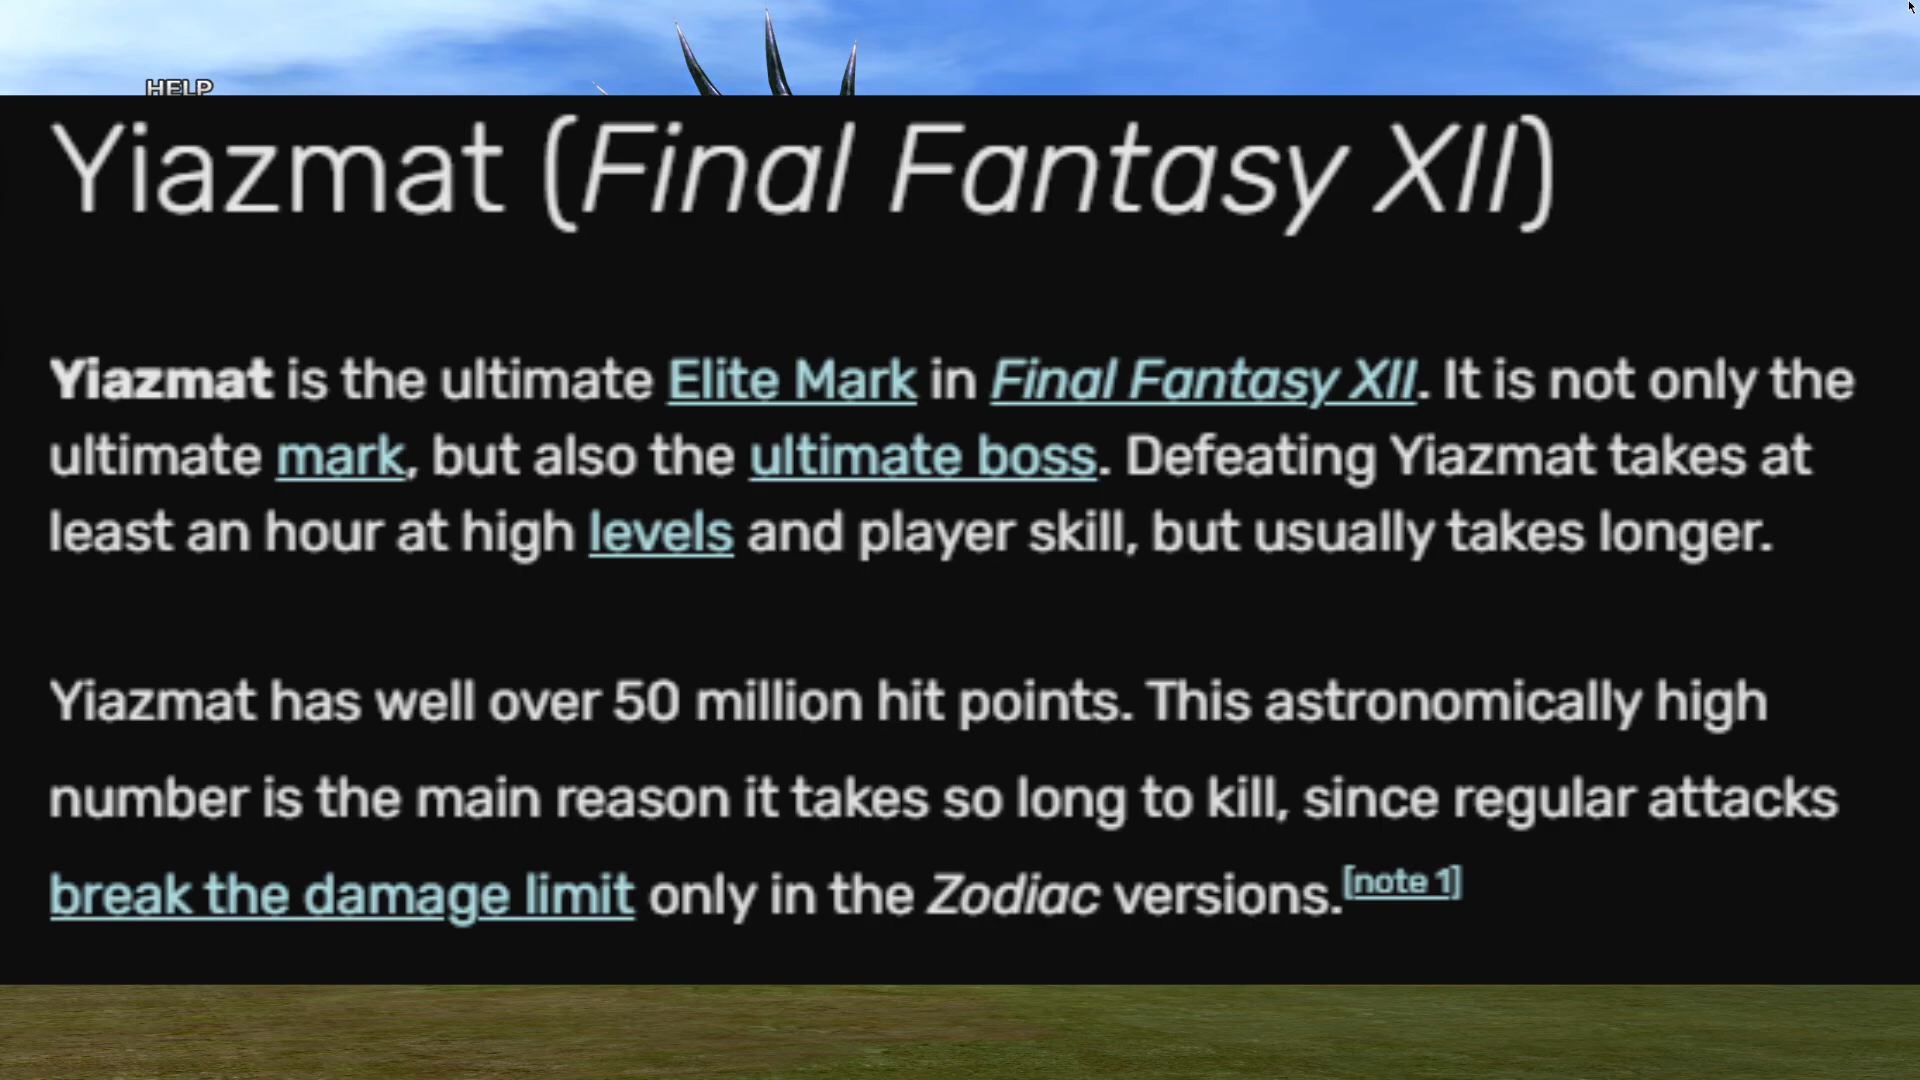 HELP
Yiazmat (Final Fantasy XII)
Yiazmat is the ultimate Elite Mark in Final Fantasy XII. It is not only the
ultimate mark, but also the ultimate boss. Defeating Yiazmat takes at
least an hour at high levels and player skill, but usually takes longer.
Yiazmat has well over 50 million hit points. This astronomically high
number is the main reason it takes so long to kill, since regular attacks
break the damage limit only in the Zodiac versions.[note 1]